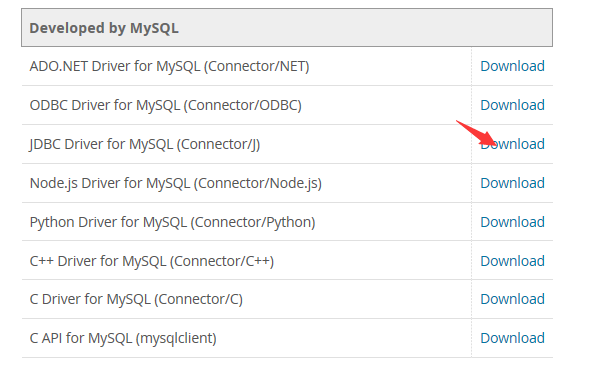 Developed by MySQL
ADO.NET Driver for MySQL (Connector/NET) Download
ODBC Driver for MySQL (Connector/ODBC) Download
JDBC Driver for MySQL (Connector/J) Download
Node.js Driver for MySQL (Connector/Node.js) Download
Python Driver for MySQL (Connector/Python) Download
C++ Driver for MySQL (Connector/C++) Download
C Driver for MySQL (Connector/C) Download
C API for MySQL (mysqlclient) Download